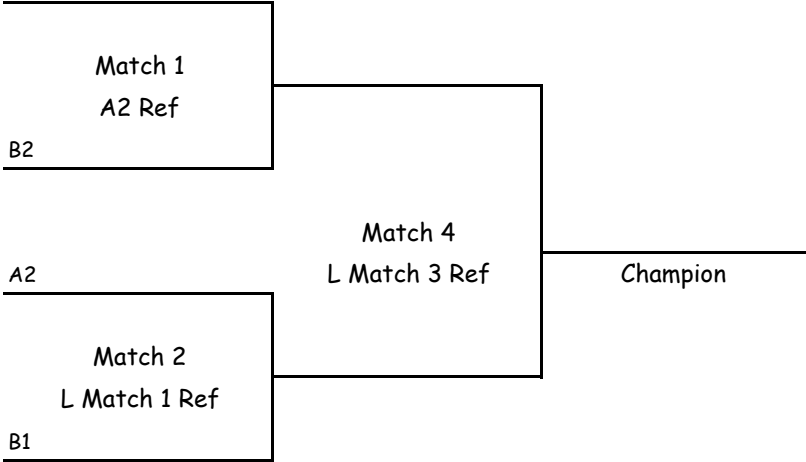 Match 1
A2 Ref
B2
Match 4
L Match 3 Ref
Champion
A2
Match 2
L Match 1 Ref
B1